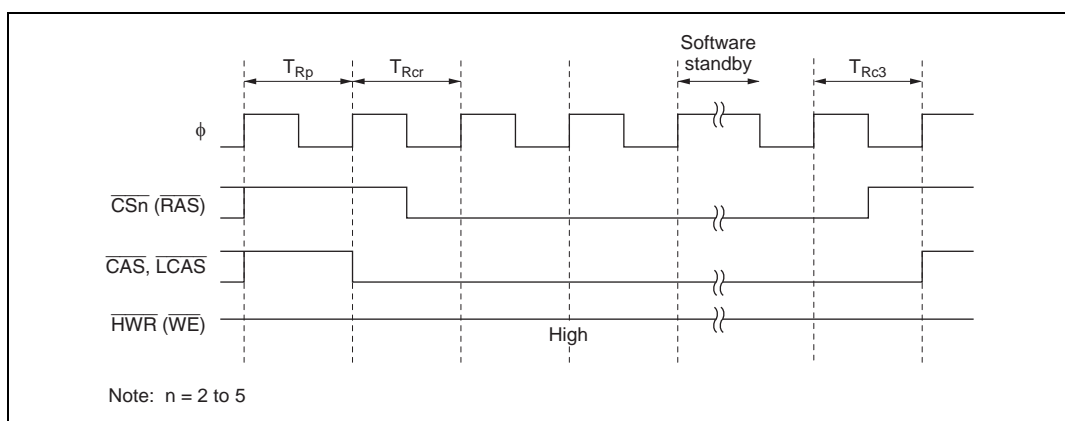 Software
standby
TRp
TRcr
TRc3
ϕ
CSn (RAS)
CAS, LCAS
HWR (WE)
High
Note: n = 2 to 5